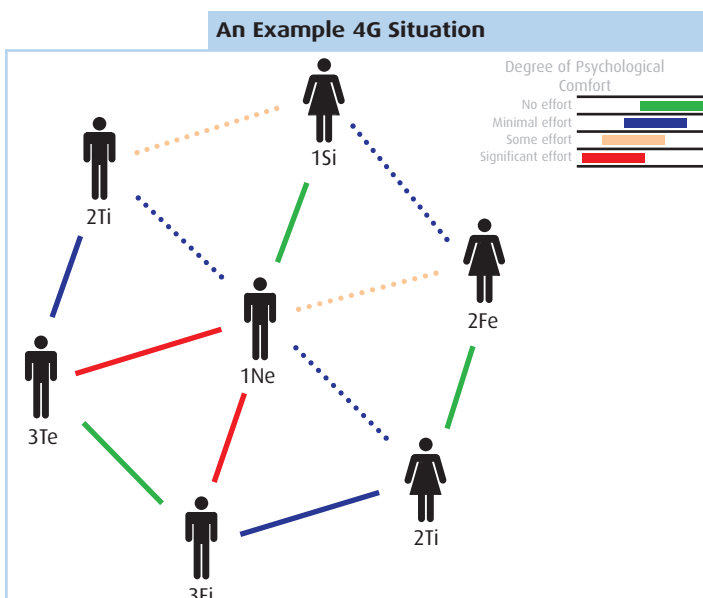 An Example 4G Situation
Degree of Psychological
Comfort
No effort
Minimal effort
Some effort
Significant effort
1Si
2Ti
2Fe
1Ne
3Te
2Ti
3Fi